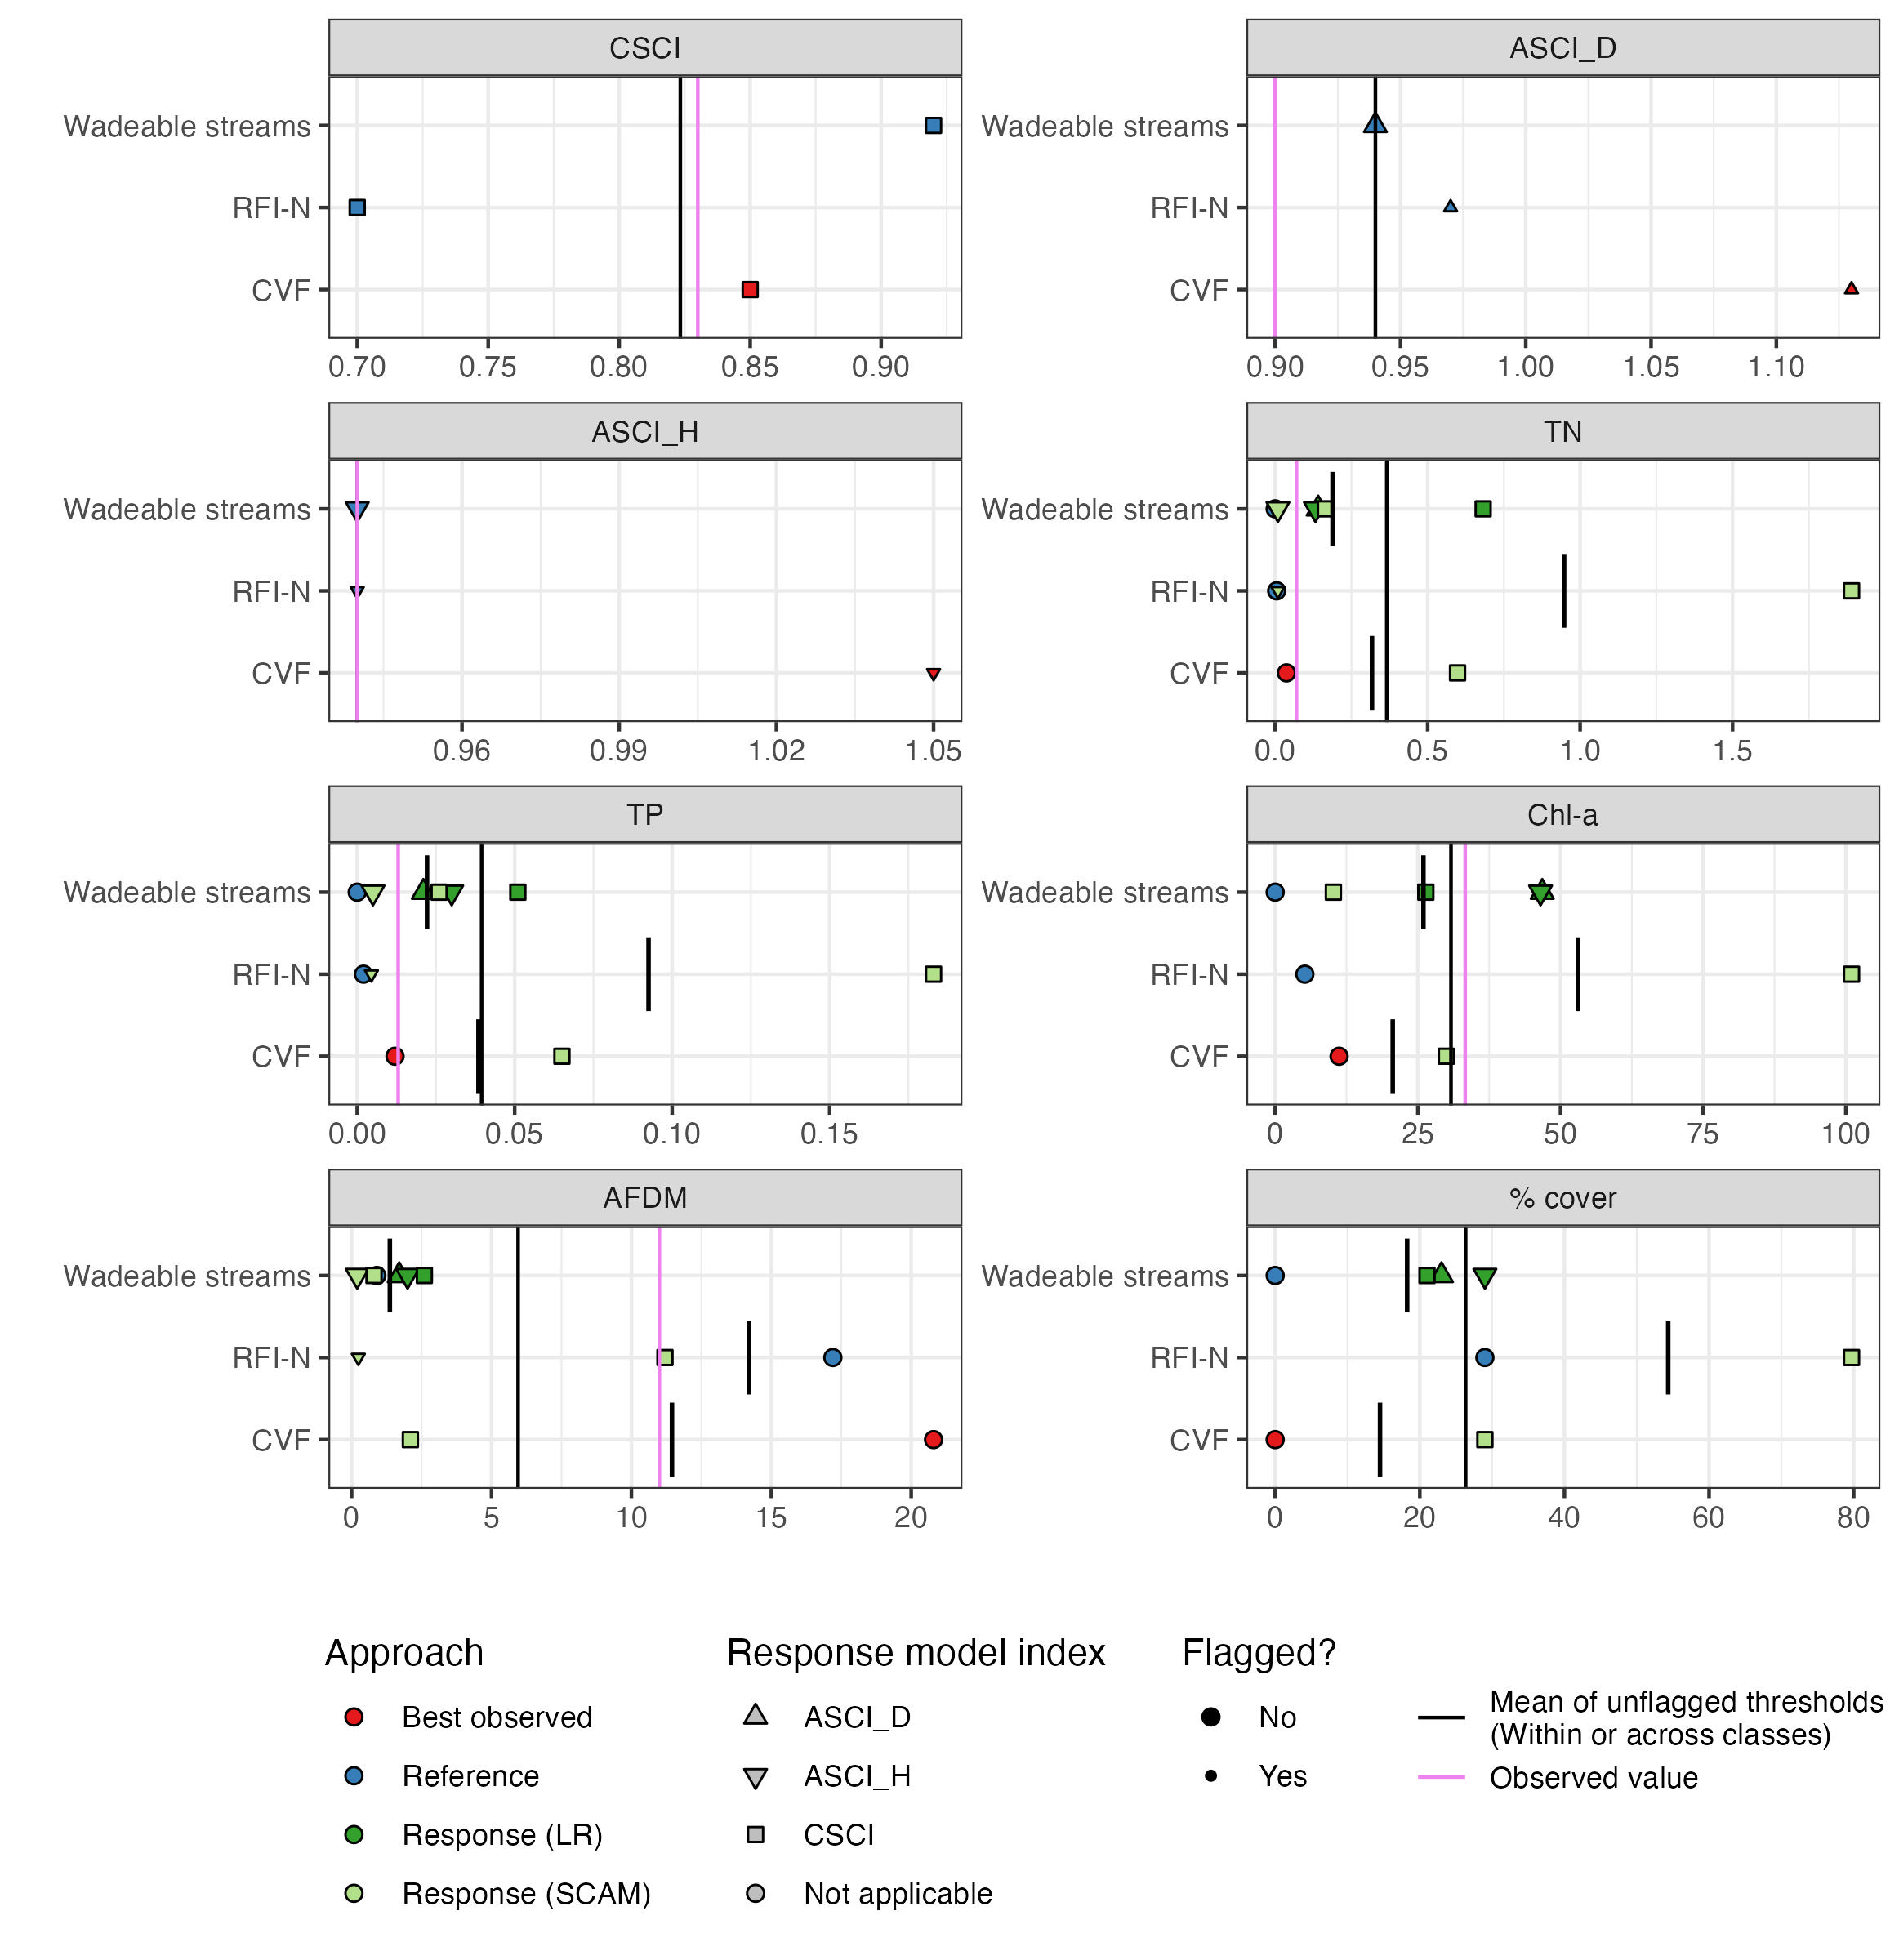 CSCI
ASCI_D
Wadeable streams
RFI-N
CVF
0.70 0.75 0.80 0.85 0.90
Wadeable streams
RFI-N
CVF
0.90 0.95 1.00 1.05 1.10
ASCI_H
TN
Wadeable streams
RFI-N
CVF
0.96 0.99 1.02 1.05
Wadeable streams
RFI-N
CVF
0.0 0.5 1.0 1.5
TP
Chl-a
Wadeable streams
RFI-N
CVF
0.00 0.05 0.10 0.15
Wadeable streams
RFI-N
CVF
0 25 50 75 100
AFDM
% cover
Wadeable streams
RFI-N
CVF
0 5 10 15 20
Wadeable streams
RFI-N
CVF
0 20 40 60 80
Approach
Best observed
Reference
Response (LR)
Response (SCAM)
Response model index
ASCI_D
ASCI_H
CSCI
Not applicable
Flagged?
No
Yes
Mean of unflagged thresholds
(Within or across classes)
Observed value